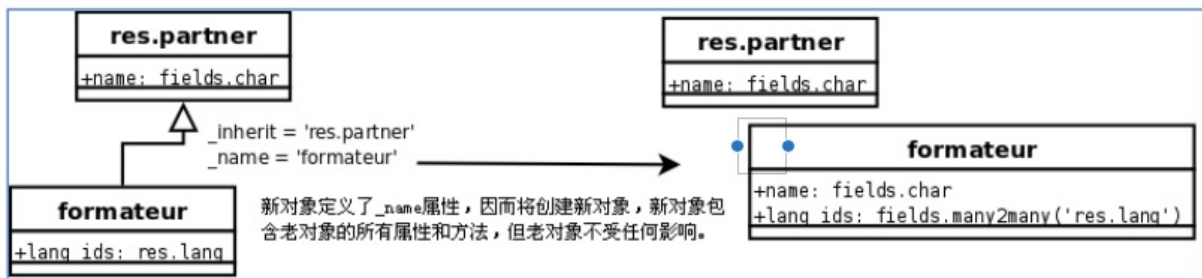 res.partner
+name: fields.char
_inherit = 'res.partner'
_name = 'formateur'
formateur
+lang_ids: res.lang
新对象定义了_name属性，因而将创建新对象，新对象包
含老对象的所有属性和方法，但老对象不受任何影响。
res.partner
+name: fields.char
formateur
+name: fields.char
+lang_ids: fields.many2many('res.lang')